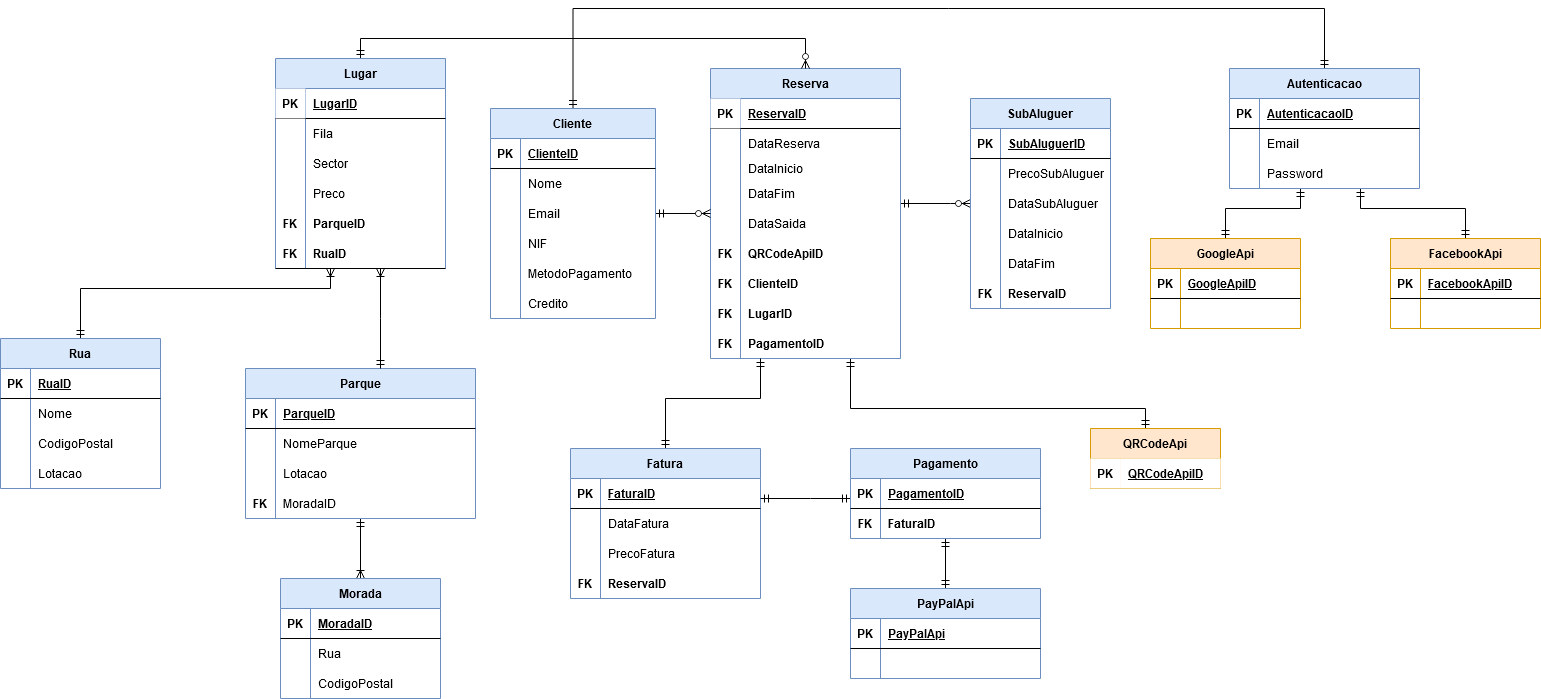 Lugar
PK LugarID
Fila
Sector
Preco
FK ParqueID
FK RuaID
Cliente
PK ClienteID
Nome
Email
NIF
MetodoPagamento
Credito
Reserva
PK ReservaID
DataReserva
DataInicio
DataFim
DataSaida
FK QRCodeApiID
FK ClienteID
FK LugarID
FK PagamentoID
SubAluguer
PK SubAluguerID
PrecoSubAluguer
DataSubAluguer
DataInicio
DataFim
FK ReservaID
Autenticacao
PK AutenticacaoID
Email
Password
GoogleApi
PK GoogleApiID
FacebookApi
PK FacebookApiID
Rua
PK RuaID
Nome
CodigoPostal
Lotacao
Parque
PK ParqueID
NomeParque
Lotacao
FK MoradaID
Fatura
PK FaturaID
DataFatura
PrecoFatura
FK ReservaID
Pagamento
PK PagamentoID
FK FaturaID
QRCodeApi
PK QRCodeApiID
Morada
PK MoradaID
Rua
CodigoPostal
PayPalApi
PK PayPalApi